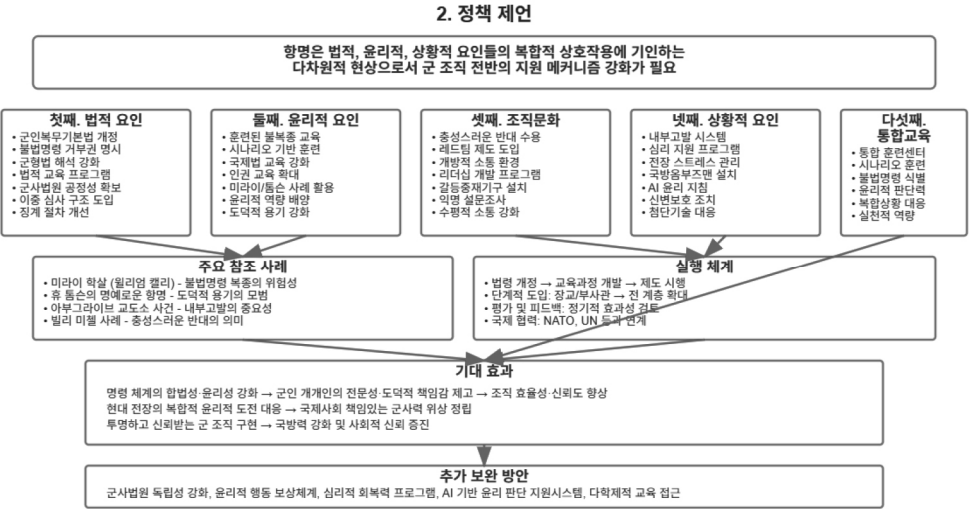 2. 정책 제언
항명은 법적, 윤리적, 상황적 요인들의 복합적 상호작용에 기인하는
다차원적 현상으로서 군 조직 전반의 지원 메커니즘 강화가 필요
첫째. 법적 요인
• 군인복무기본법 개정
• 불법명령 거부권 명시
• 군형법 해석 강화
• 법적 교육 프로그램
• 군사법원 공정성 확보
• 이중 심사 구조 도입
• 징계 절차 개선
둘째. 윤리적 요인
• 훈련된 불복종 교육
• 시나리오 기반 훈련
• 국제법 교육 강화
• 인권 교육 확대
• 미라이/톰슨 사례 활용
• 윤리적 역량 배양
• 도덕적 용기 강화
셋째. 조직문화
• 충성스러운 반대 수용
• 레드팀 제도 도입
• 개방적 소통 환경
• 리더십 개발 프로그램
• 갈등중재기구 설치
• 익명 설문조사
• 수평적 소통 강화
넷째. 상황적 요인
• 내부고발 시스템
• 심리 지원 프로그램
• 전장 스트레스 관리
• 국방옴부즈맨 설치
• AI 윤리 지침
• 신변보호 조치
• 첨단기술 대응
다섯째.
통합교육
• 통합 훈련센터
• 시나리오 훈련
• 불법명령 식별
• 윤리적 판단력
• 복합상황 대응
• 실천적 역량
주요 참조 사례
• 미라이 학살 (윌리엄 캘리) - 불법명령 복종의 위험성
• 휴 톰슨의 명예로운 항명 - 도덕적 용기의 모범
• 아부그라이브 교도소 사건 - 내부고발의 중요성
• 빌리 미첼 사례 - 충성스러운 반대의 의미
실행 체계
• 법령 개정 → 교육과정 개발 → 제도 시행
• 단계적 도입: 장교/부사관 → 전 계층 확대
• 평가 및 피드백: 정기적 효과성 검토
• 국제 협력: NATO, UN 등과 연계
기대 효과
명령 체계의 합법성·윤리성 강화 → 군인 개개인의 전문성·도덕적 책임감 제고 → 조직 효율성·신뢰도 향상
현대 전장의 복합적 윤리적 도전 대응 → 국제사회 책임있는 군사력 위상 정립
투명하고 신뢰받는 군 조직 구현 → 국방력 강화 및 사회적 신뢰 증진
추가 보완 방안
군사법원 독립성 강화, 윤리적 행동 보상체계, 심리적 회복력 프로그램, AI 기반 윤리 판단 지원시스템, 다학제적 교육 접근